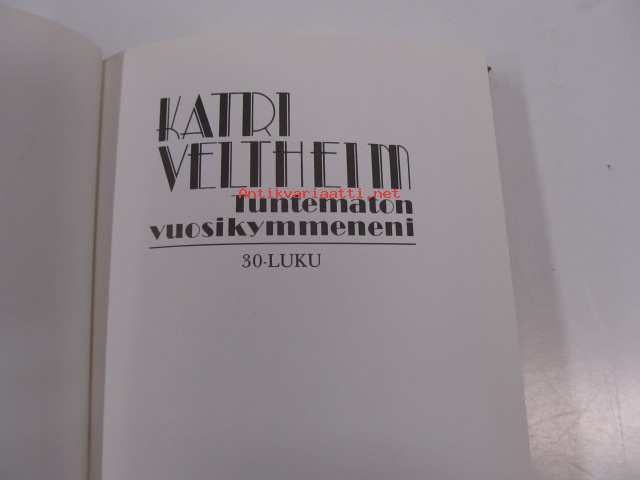 KATRI
VELTHEIM
Antikvariaatti.net
Tuntematon
vuosikymmeneni
30-LUKU